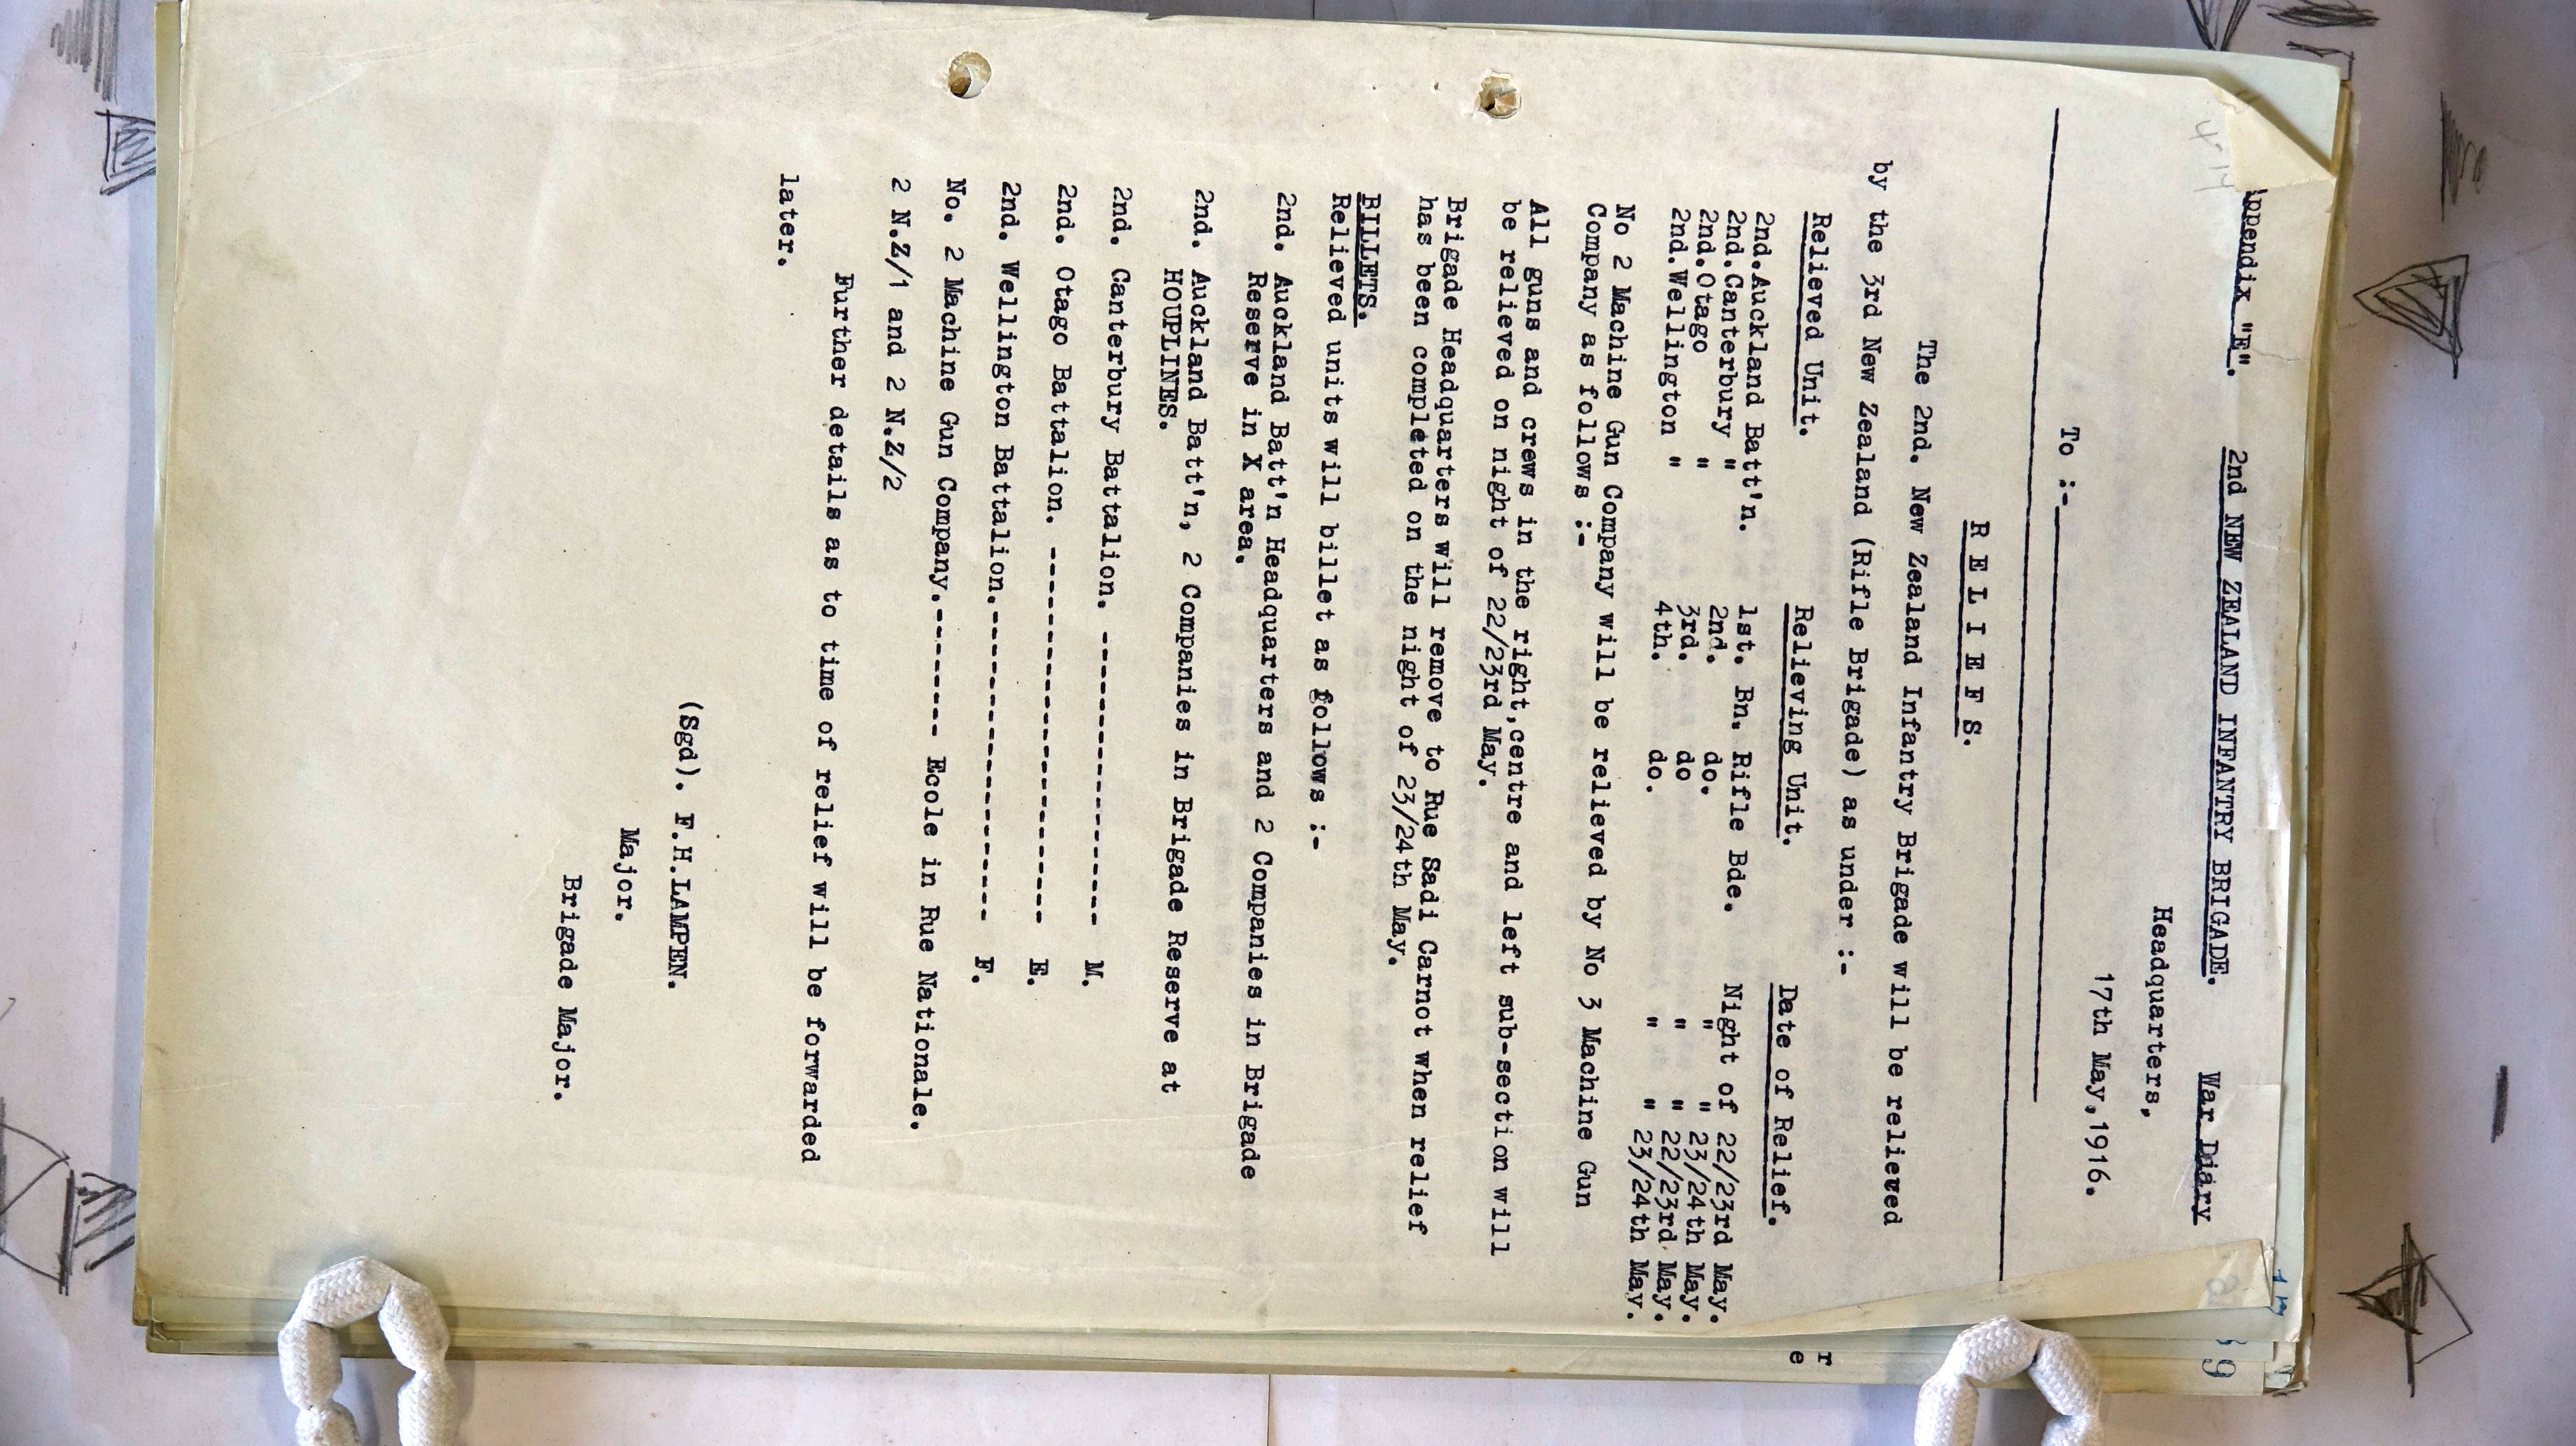 Appendix "E". 2nd NEW ZEALAND INFANTRY BRIGADE. War Diary
Headquarters,
17th May, 1916.
To :-
R E L I E F S.
The 2nd. New Zealand Infantry Brigade will be relieved
by the 3rd New Zealand (Rifle Brigade) as under :-
Relieved Unit. Relieving Unit. Date of Relief.
2nd.Auckland Batt'n. 1st. Bn. Rifle Bde. Night of 22/23rd May.
2nd.Canterbury " 2nd. do. " " 23/24th May.
2nd.Otago " 3rd. do " " 22/23rd May.
2nd.Wellington " 4th. do. " " 23/24th May.
No 2 Machine Gun Company will be relieved by No 3 Machine Gun
Company as follows :-
All guns and crews in the right,centre and left sub-section will
be relieved on night of 22/23rd May.
Brigade Headquarters will remove to Rue Sadi Carnot when relief
has been completed on the night of 23/24th May.
BILLETS.
Relieved units will billet as follows :-
2nd. Auckland Batt'n Headquarters and 2 Companies in Brigade
Reserve in X area.
2nd. Auckland Batt'n, 2 Companies in Brigade Reserve at
HOUPLINES.
2nd. Canterbury Battalion. ------------------- M.
2nd. Otago Battalion. ------------------------ E.
2nd. Wellington Battalion.-------------------- F.
No. 2 Machine Gun Company.-------- Ecole in Rue Nationale.
2 N.Z/1 and 2 N.Z/2
Further details as to time of relief will be forwarded
later.
(Sgd). F.H.LAMPEN.
Major.
Brigade Major.
r
e